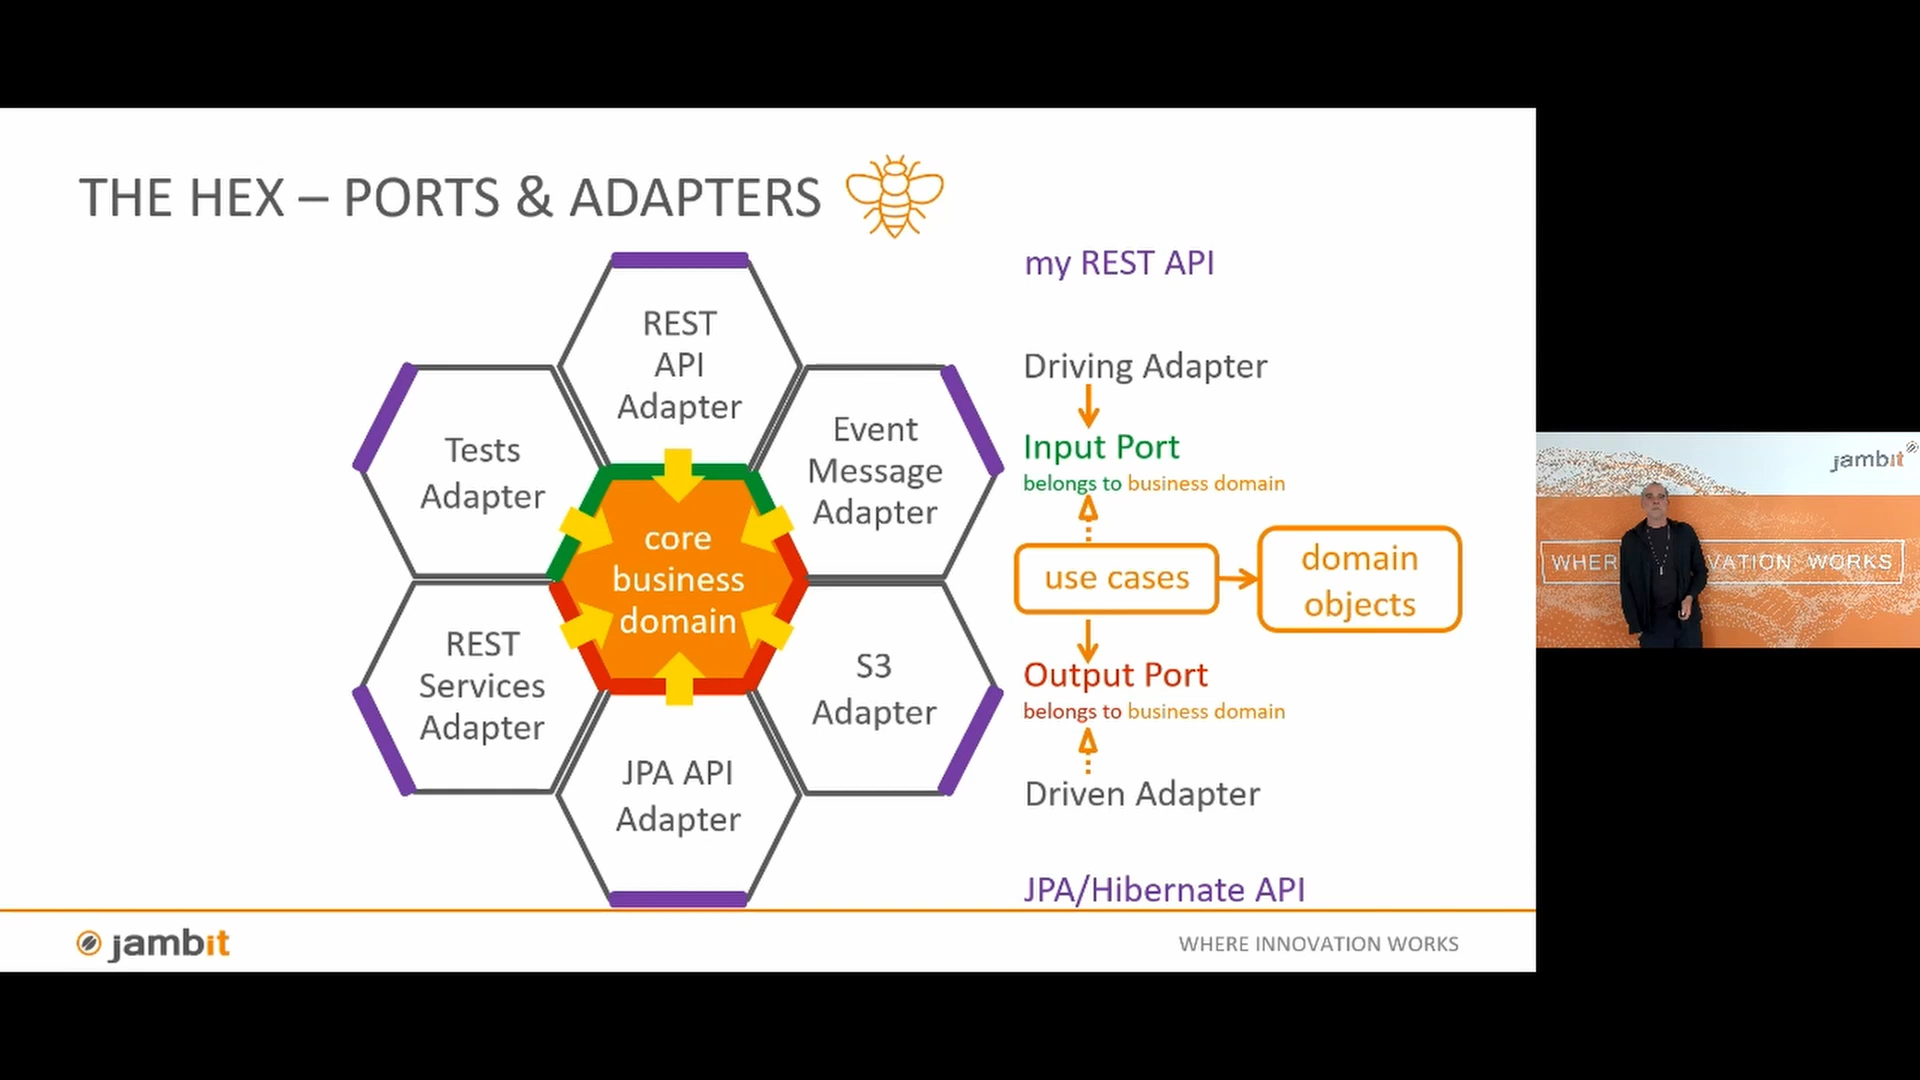 THE HEX – PORTS & ADAPTERS
REST
API
Adapter
Tests
Adapter
Event
Message
Adapter
core
business
domain
REST
Services
Adapter
S3
Adapter
JPA API
Adapter
my REST API
Driving Adapter
Input Port
belongs to business domain
use cases
domain
objects
Output Port
belongs to business domain
Driven Adapter
JPA/Hibernate API
jambit
WHERE INNOVATION WORKS
jambit
WHER VATION WORKS